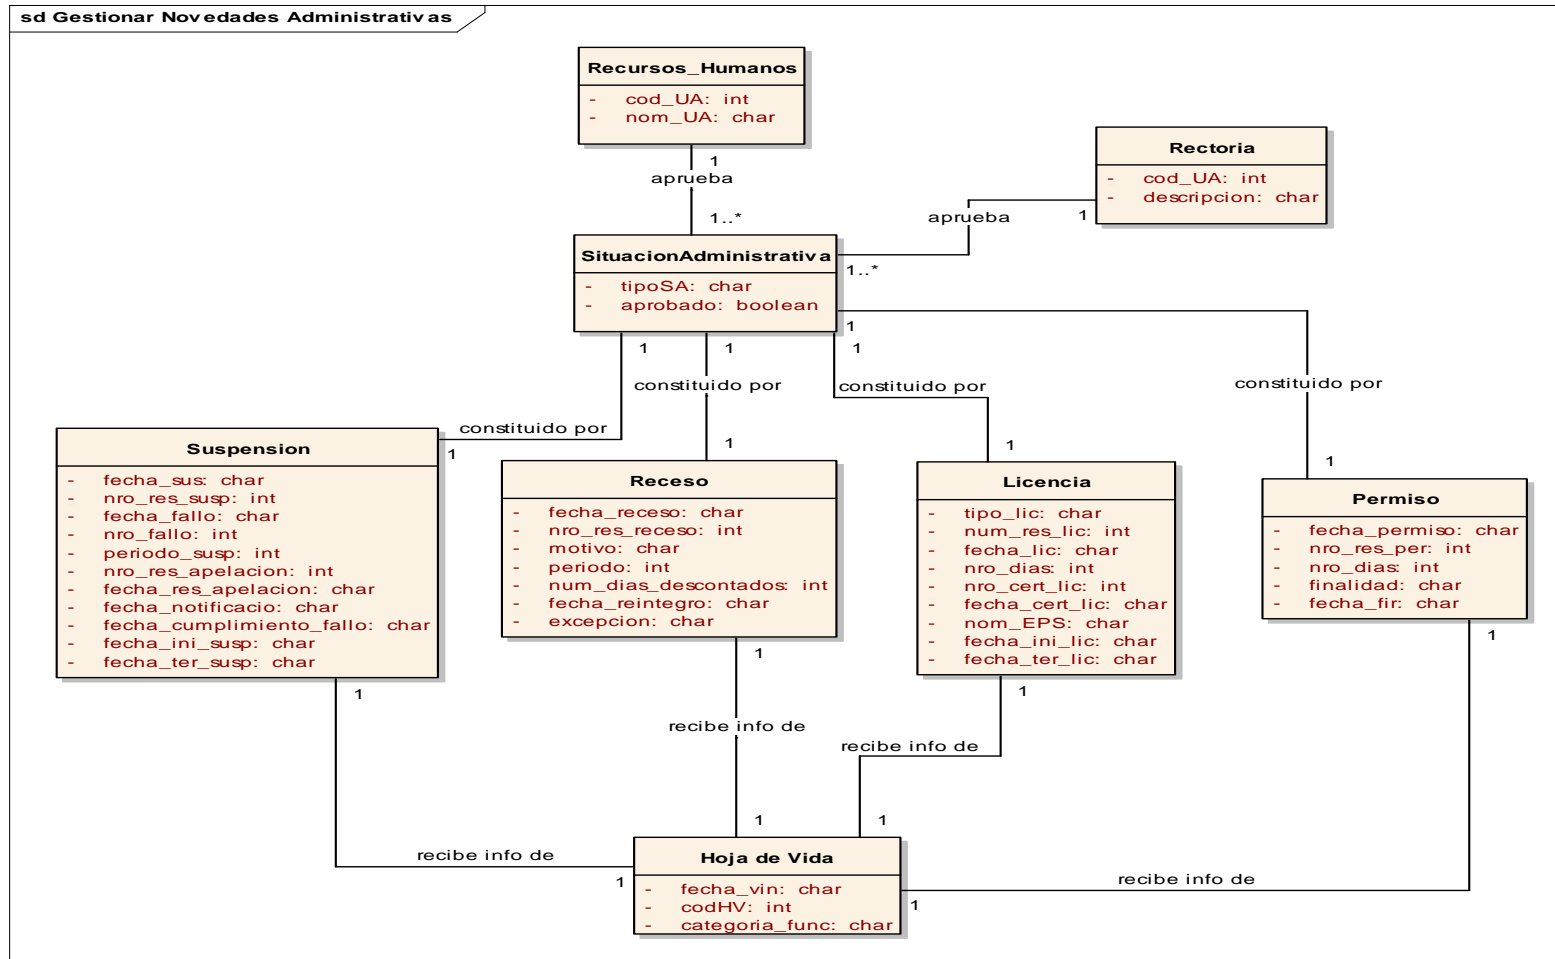 sd Gestionar Novedades Administrativas
Recursos_Humanos
- cod_UA: int
- nom_UA: char
1
aprueba
1..*
Rectoria
- cod_UA: int
- descripcion: char
1
aprueba
1..*
SituacionAdministrativa
- tipoSA: char
- aprobado: boolean
1
1
1
1
constituido por
constituido por
constituido por
constituido por
1
1
1
1
Suspension
- fecha_sus: char
- nro_res_susp: int
- fecha_fallo: char
- nro_fallo: int
- periodo_susp: int
- nro_res_apelacion: int
- fecha_res_apelacion: char
- fecha_notificacio: char
- fecha_cumplimiento_fallo: char
- fecha_ini_susp: char
- fecha_ter_susp: char
Receso
- fecha_receso: char
- nro_res_receso: int
- motivo: char
- periodo: int
- num_dias_descontados: int
- fecha_reintegro: char
- excepcion: char
Licencia
- tipo_lic: char
- num_res_lic: int
- fecha_lic: char
- nro_dias: int
- nro_cert_lic: int
- fecha_cert_lic: char
- nom_EPS: char
- fecha_ini_lic: char
- fecha_ter_lic: char
Permiso
- fecha_permiso: char
- nro_res_per: int
- nro_dias: int
- finalidad: char
- fecha_fir: char
1
1
1
1
recibe info de
recibe info de
recibe info de
recibe info de
1
1
1
1
Hoja de Vida
- fecha_vin: char
- codHV: int
- categoria_func: char